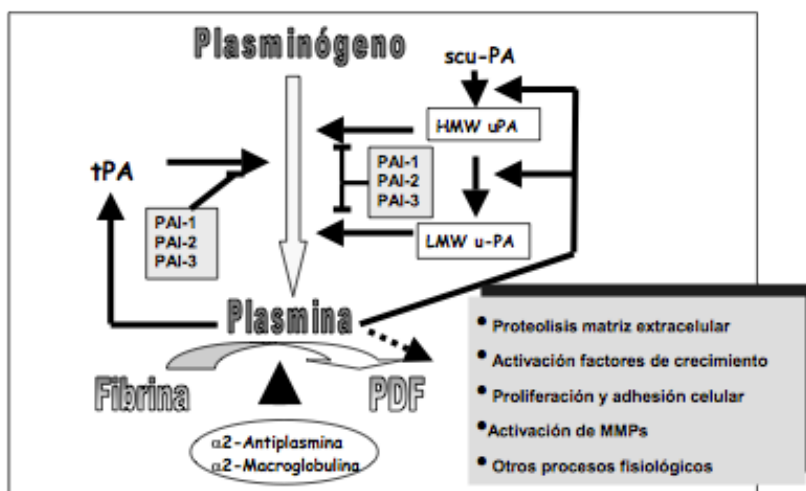 Plasminógeno
scu-PA
HMW uPA
PAI-1
PAI-2
PAI-3
tPA
PAI-1
PAI-2
PAI-3
LMW u-PA
Plasmina
Fibrina
PDF
α2-Antiplasmina
α2-Macroglobulina
• Proteolisis matriz extracelular
• Activación factores de crecimiento
• Proliferación y adhesión celular
•Activación de MMPs
• Otros procesos fisiológicos